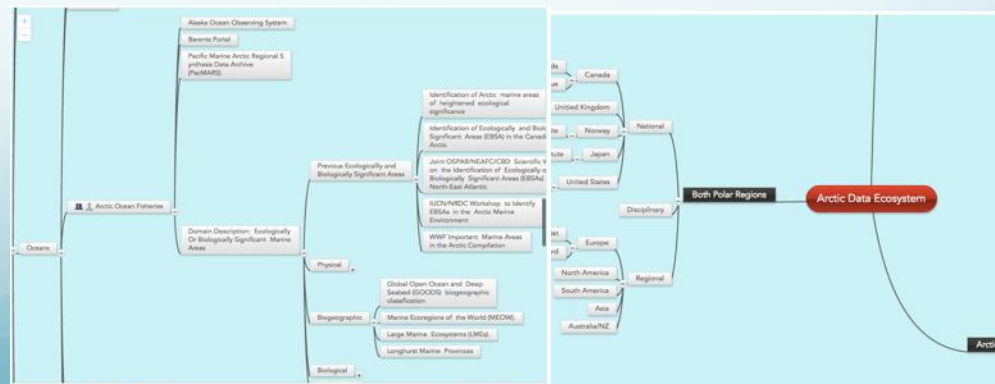 Alaska Ocean Observing System
Barents Portal
Pacific Marine Arctic Regional S
ynthesis Data Archive
(PacMARS)
Identification of Arctic marine areas
of heightened ecological
significance
Identification of Ecologically and Biolo
Significant Areas (EBSA) in the Canadi
Arctic
Previous Ecologicallly and
Biologically Significant Areas
Joint OSPAR/NEAFC/CBD Scientific W
on the Identification of Ecologically o
Biologically Significant Areas (EBSAs)
North-East Atlantic
IUCN/NRDC Workshop to Identify
EBSAs in the Arctic Marine
Environment
WWF Important Marine Areas
in the Arctic Compilation
Arctic Ocean Fisheries
Domain Description: Ecologically
Or Biologically Significant Marine
Areas
Oceans
Physical
Global Open Ocean and Deep
Seabed (GOODS) biogeographic
classification
Biogeographic
Marine Ecoregions of the World (MEOW).
Large Marine Ecosystems (LMEs).
Longhurst Marine Provinces
Biological
Canada
United Kingdom
National
Norway
Japan
tute
United States
Both Polar Regions
Arctic Data Ecosystem
Disciplinary
Europe
North America
Regional
South America
Asia
Australia/NZ
Arctic